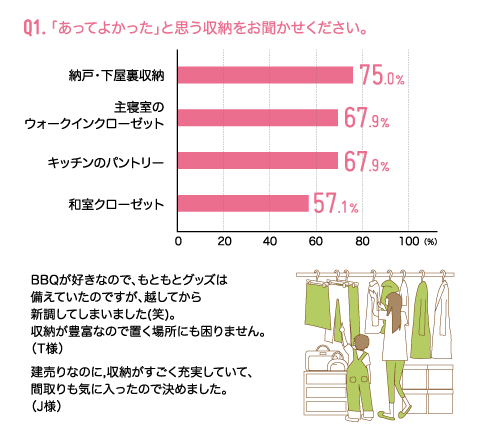 Q1.「あってよかった」と思う収納をお聞かせください。
納戸・下屋裏収納
75.0%
主寝室の
ウォークインクローゼット
67.9%
キッチンのパントリー
67.9%
和室クローゼット
57.1%
0 20 40 60 80 100 (%)
BBQが好きなので、もともとグッズは
備えていたのですが、越してから
新調してしまいました(笑)。
収納が豊富なので置く場所にも困りません。
(T様)
建売りなのに,収納がすごく充実していて、
間取りも気に入ったので決めました。
(J様)